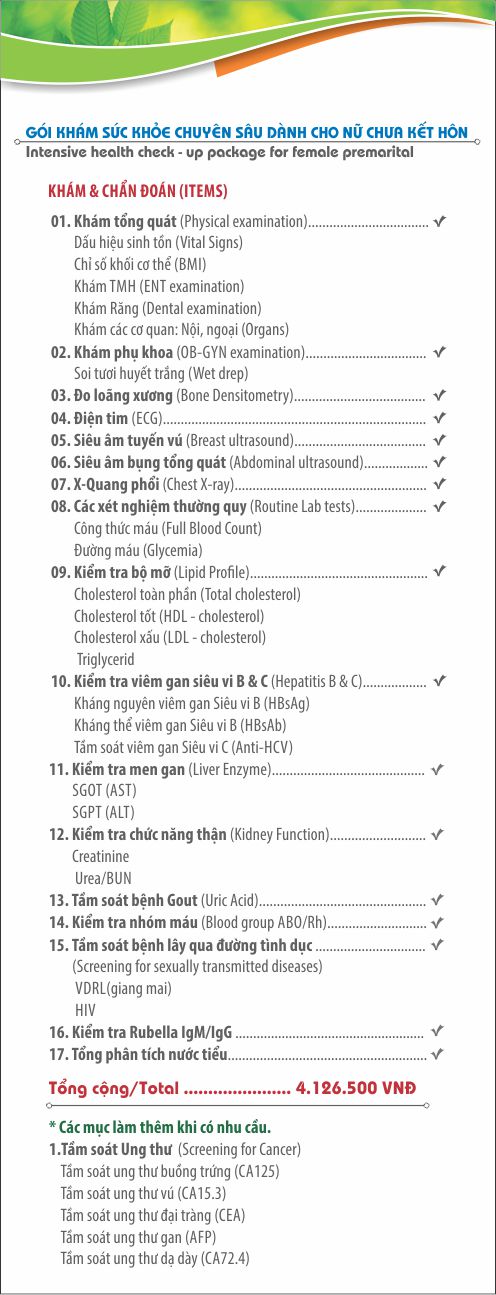 GÓI KHÁM SỨC KHỎE CHUYÊN SÂU DÀNH CHO NỮ CHƯA KẾT HÔN
Intensive health check - up package for female premarital
KHÁM & CHẨN ĐOÁN (ITEMS)
01. Khám tổng quát (Physical examination).................................. √
Dấu hiệu sinh tồn (Vital Signs)
Chỉ số khối cơ thể (BMI)
Khám TMH (ENT examination)
Khám Răng (Dental examination)
Khám các cơ quan: Nội, ngoại (Organs)
02. Khám phụ khoa (OB-GYN examination).................................. √
Soi tươi huyết trắng (Wet drep)
03. Đo loãng xương (Bone Densitometry)..................................... √
04. Điện tim (ECG).......................................................................... √
05. Siêu âm tuyến vú (Breast ultrasound)..................................... √
06. Siêu âm bụng tổng quát (Abdominal ultrasound).................. √
07. X-Quang phổi (Chest X-ray)...................................................... √
08. Các xét nghiệm thường quy (Routine Lab tests).................... √
Công thức máu (Full Blood Count)
Đường máu (Glycemia)
09. Kiểm tra bộ mỡ (Lipid Profile).................................................. √
Cholesterol toàn phần (Total cholesterol)
Cholesterol tốt (HDL - cholesterol)
Cholesterol xấu (LDL - cholesterol)
Triglycerid
10. Kiểm tra viêm gan siêu vi B & C (Hepatitis B & C).................. √
Kháng nguyên viêm gan Siêu vi B (HBsAg)
Kháng thể viêm gan Siêu vi B (HBsAb)
Tầm soát viêm gan Siêu vi C (Anti-HCV)
11. Kiểm tra men gan (Liver Enzyme)........................................... √
SGOT (AST)
SGPT (ALT)
12. Kiểm tra chức năng thận (Kidney Function)........................... √
Creatinine
Urea/BUN
13. Tầm soát bệnh Gout (Uric Acid)............................................... √
14. Kiểm tra nhóm máu (Blood group ABO/Rh)............................ √
15. Tầm soát bệnh lây qua đường tình dục ............................... √
(Screening for sexually transmitted diseases)
VDRL(giang mai)
HIV
16. Kiểm tra Rubella IgM/IgG ..................................................... √
17. Tổng phân tích nước tiểu........................................................ √
Tổng cộng/Total ...................... 4.126.500 VNĐ
* Các mục làm thêm khi có nhu cầu.
1.Tầm soát Ung thư (Screening for Cancer)
Tầm soát ung thư buồng trứng (CA125)
Tầm soát ung thư vú (CA15.3)
Tầm soát ung thư đại tràng (CEA)
Tầm soát ung thư gan (AFP)
Tầm soát ung thư dạ dày (CA72.4)